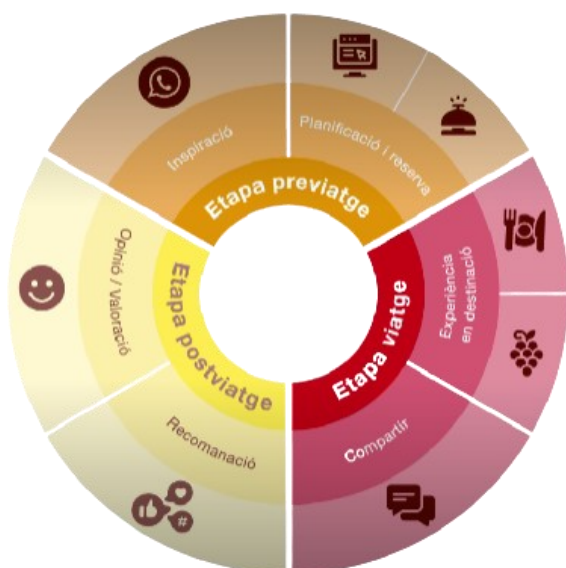 Etapa previatge
Inspiració
Planificació i reserva
Etapa viatge
Experiència
en destinació
Compartir
Etapa postviatge
Recomanació
Opinió / Valoració
#